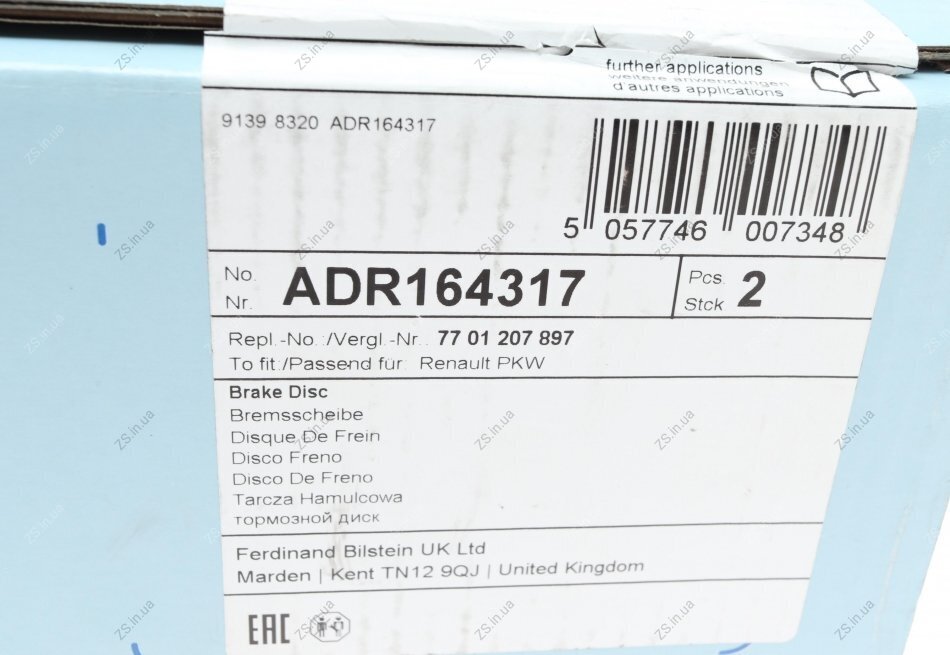 further applications
weitere anwendungen
d'autres applications
9139 8320 ADR164317
5 057746 007348
No. Nr. ADR164317
Pcs. Stck 2
Repl.-No.:/Vergl.-Nr.: 77 01 207 897
To fit:/Passend für: Renault PKW
Brake Disc
Bremsscheibe
Disque De Frein
Disco Freno
Disco De Freno
Tarcza Hamulcowa
тормозной диск
Ferdinand Bilstein UK Ltd
Marden | Kent TN12 9QJ | United Kingdom
EAC
ZS.in.ua